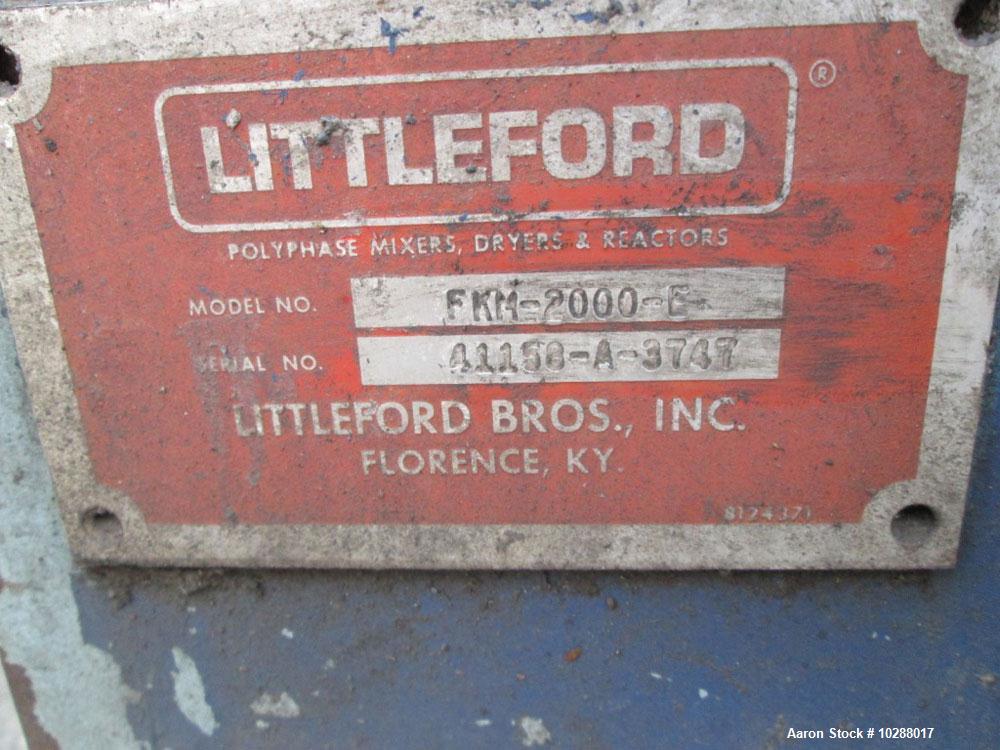 LITTLEFORD ®
POLYPHASE MIXERS, DRYERS & REACTORS
MODEL NO. FKM-2000-E
SERIAL NO. 41158-A-3747
LITTLEFORD BROS., INC.
FLORENCE, KY.
8124371
Aaron Stock # 10288017